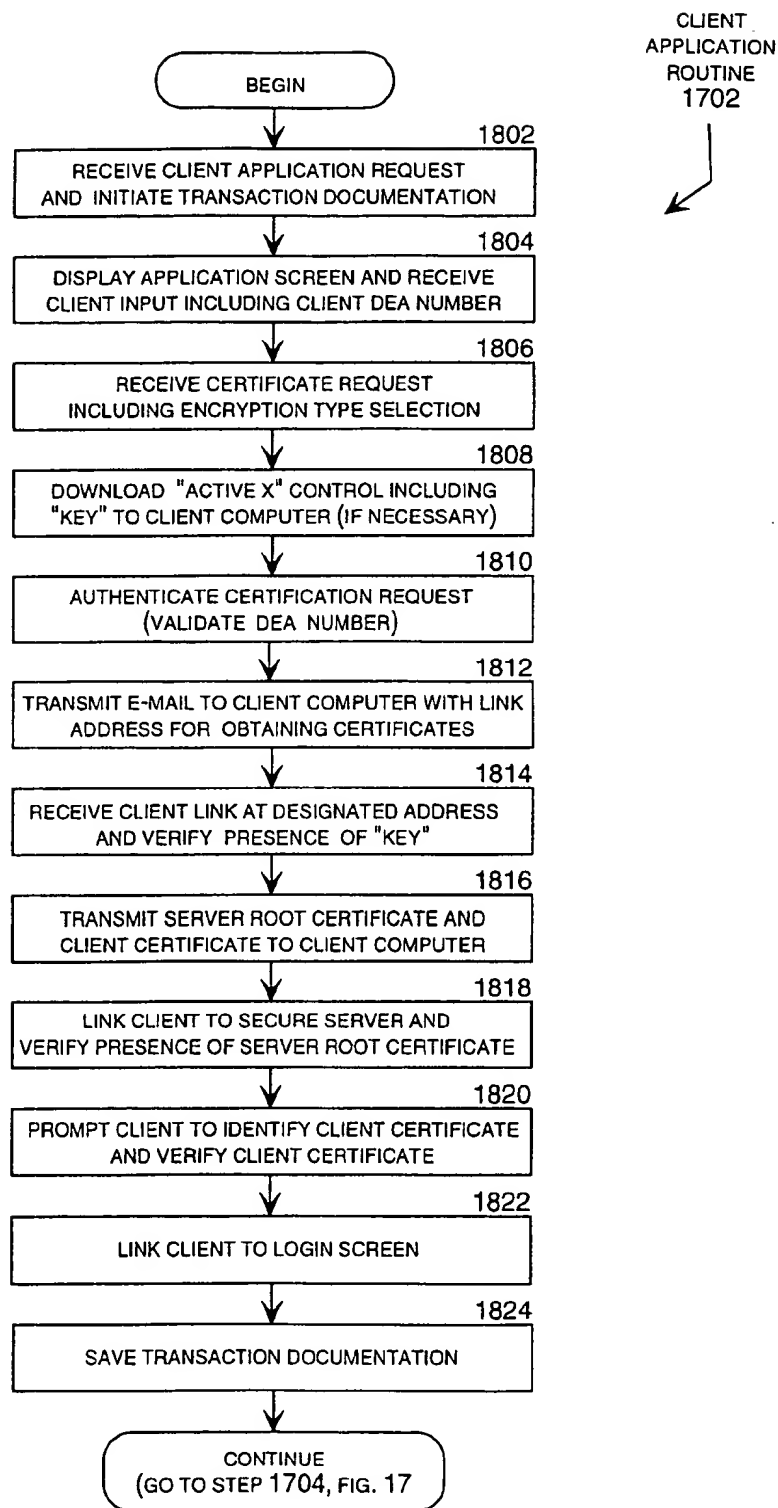 CLIENT
APPLICATION
ROUTINE
1702
BEGIN
1802
RECEIVE CLIENT APPLICATION REQUEST
AND INITIATE TRANSACTION DOCUMENTATION
1804
DISPLAY APPLICATION SCREEN AND RECEIVE
CLIENT INPUT INCLUDING CLIENT DEA NUMBER
1806
RECEIVE CERTIFICATE REQUEST
INCLUDING ENCRYPTION TYPE SELECTION
1808
DOWNLOAD "ACTIVE X" CONTROL INCLUDING
"KEY" TO CLIENT COMPUTER (IF NECESSARY)
1810
AUTHENTICATE CERTIFICATION REQUEST
(VALIDATE DEA NUMBER)
1812
TRANSMIT E-MAIL TO CLIENT COMPUTER WITH LINK
ADDRESS FOR OBTAINING CERTIFICATES
1814
RECEIVE CLIENT LINK AT DESIGNATED ADDRESS
AND VERIFY PRESENCE OF "KEY"
1816
TRANSMIT SERVER ROOT CERTIFICATE AND
CLIENT CERTIFICATE TO CLIENT COMPUTER
1818
LINK CLIENT TO SECURE SERVER AND
VERIFY PRESENCE OF SERVER ROOT CERTIFICATE
1820
PROMPT CLIENT TO IDENTIFY CLIENT CERTIFICATE
AND VERIFY CLIENT CERTIFICATE
1822
LINK CLIENT TO LOGIN SCREEN
1824
SAVE TRANSACTION DOCUMENTATION
CONTINUE
(GO TO STEP 1704, FIG. 17